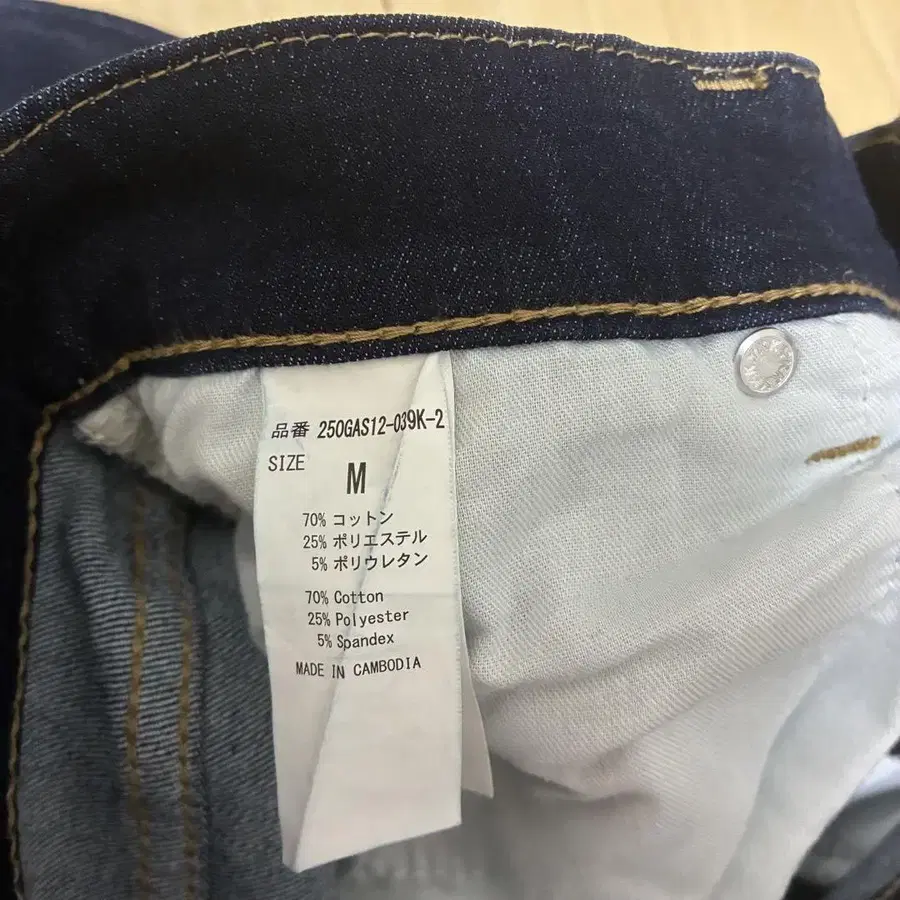 品番 250GAS12-039K-2
SIZE
M
70% コットン
25% ポリエステル
5% ポリウレタン
70% Cotton
25% Polyester
5% Spandex
MADE IN CAMBODIA